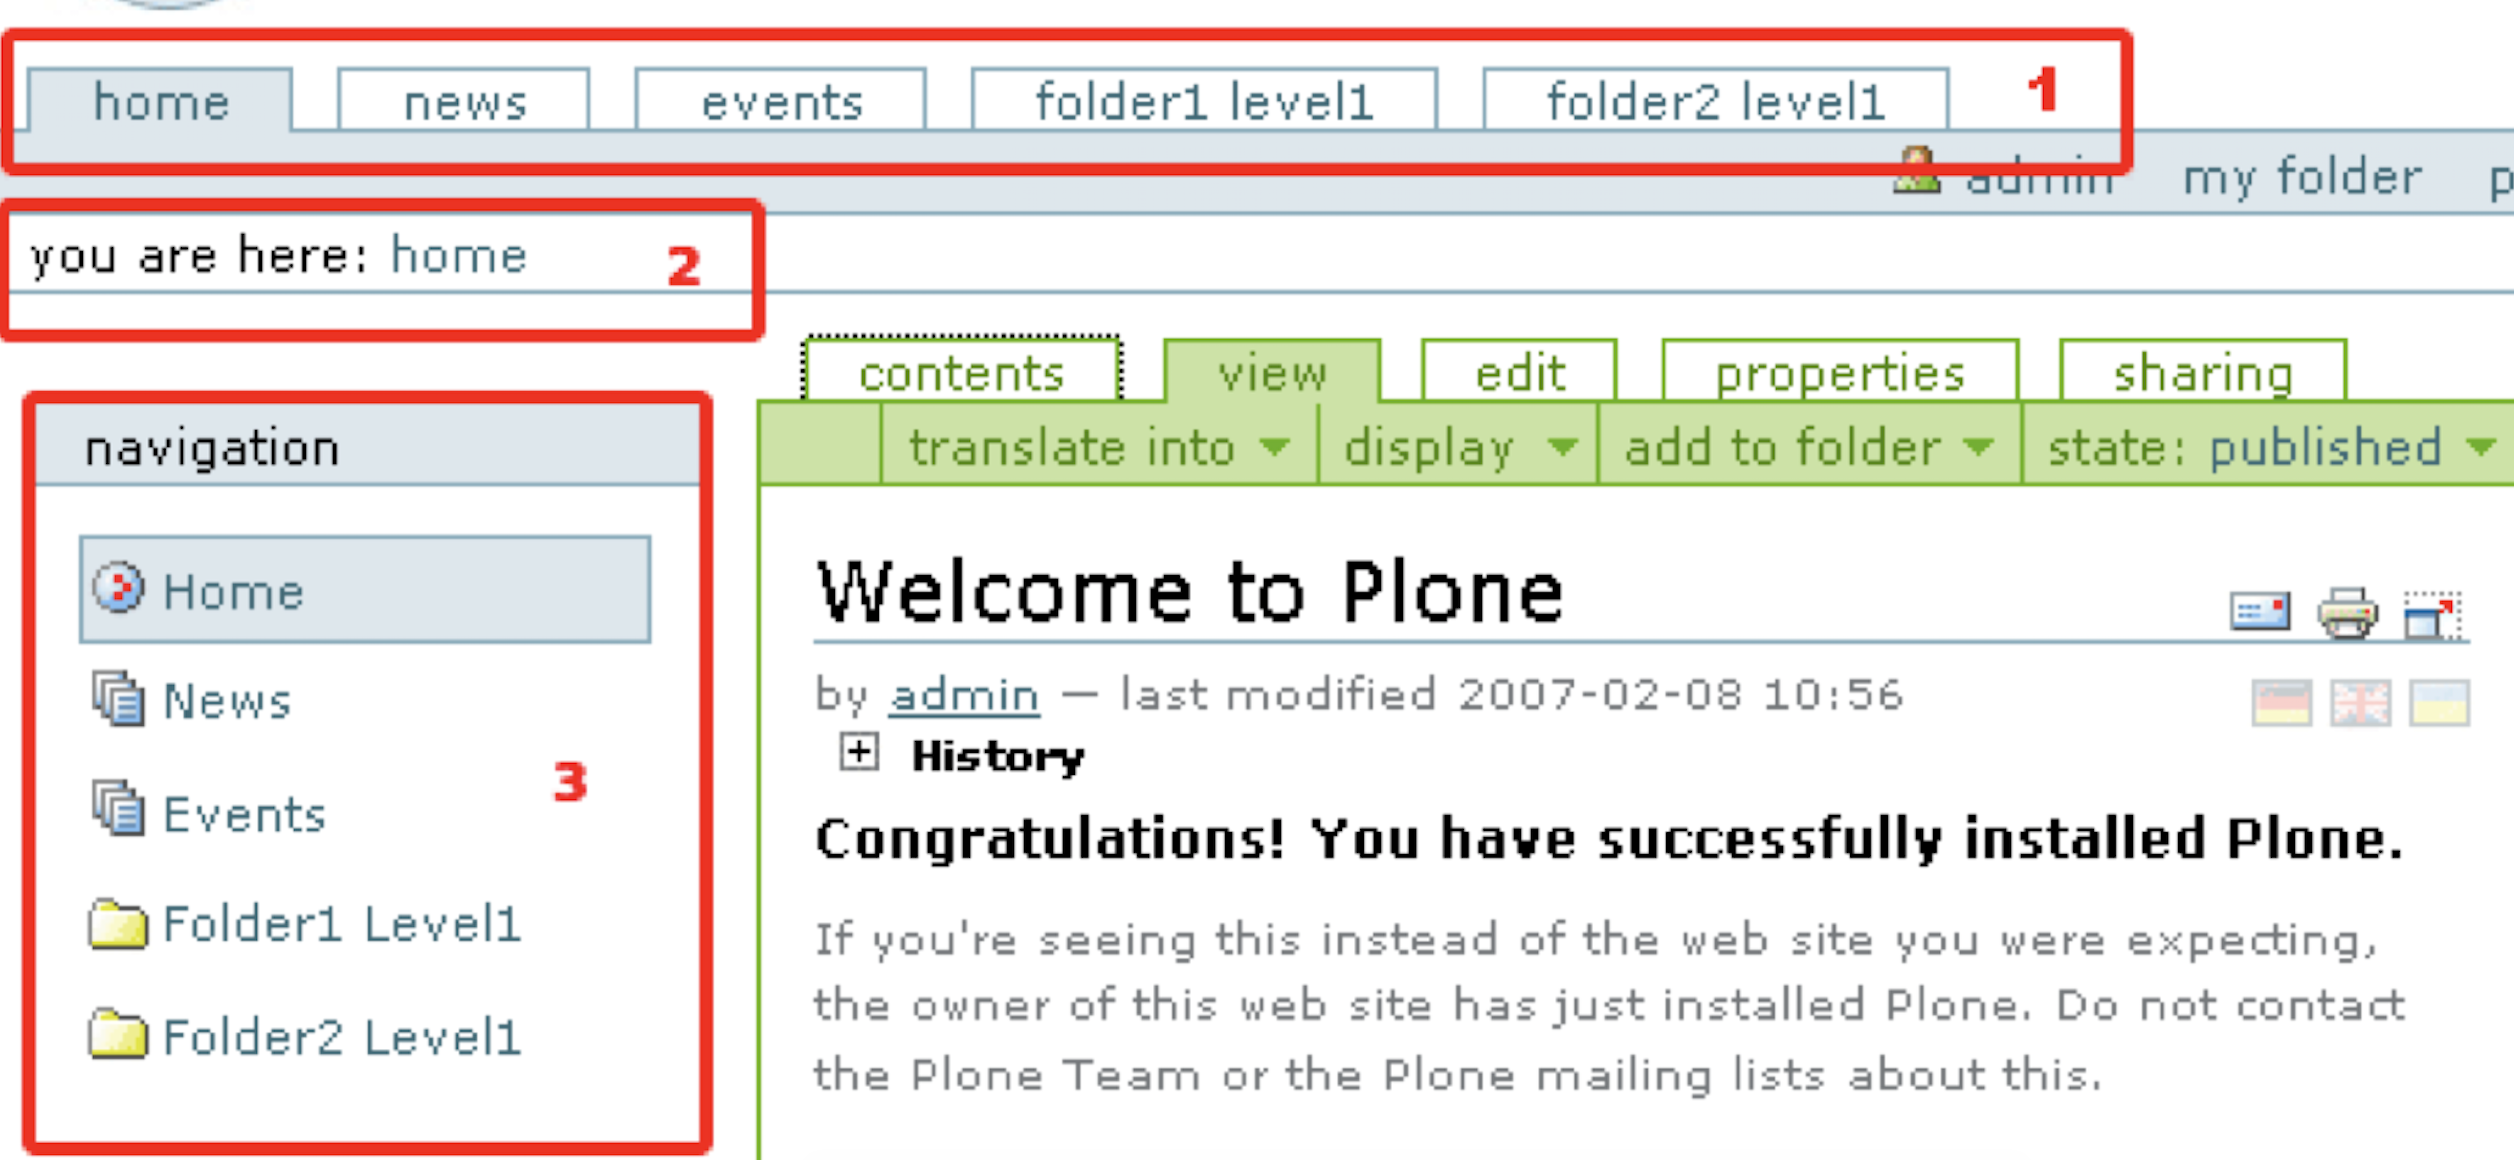 home news events folder1 level1 folder2 level1 1
admin my folder
you are here: home 2
contents view edit properties sharing
navigation
translate into display add to folder state: published
Home
Welcome to Plone
News
by admin — last modified 2007-02-08 10:56
History
3
Events
Congratulations! You have successfully installed Plone.
Folder1 Level1
If you're seeing this instead of the web site you were expecting,
the owner of this web site has just installed Plone. Do not contact
Folder2 Level1
the Plone Team or the Plone mailing lists about this.